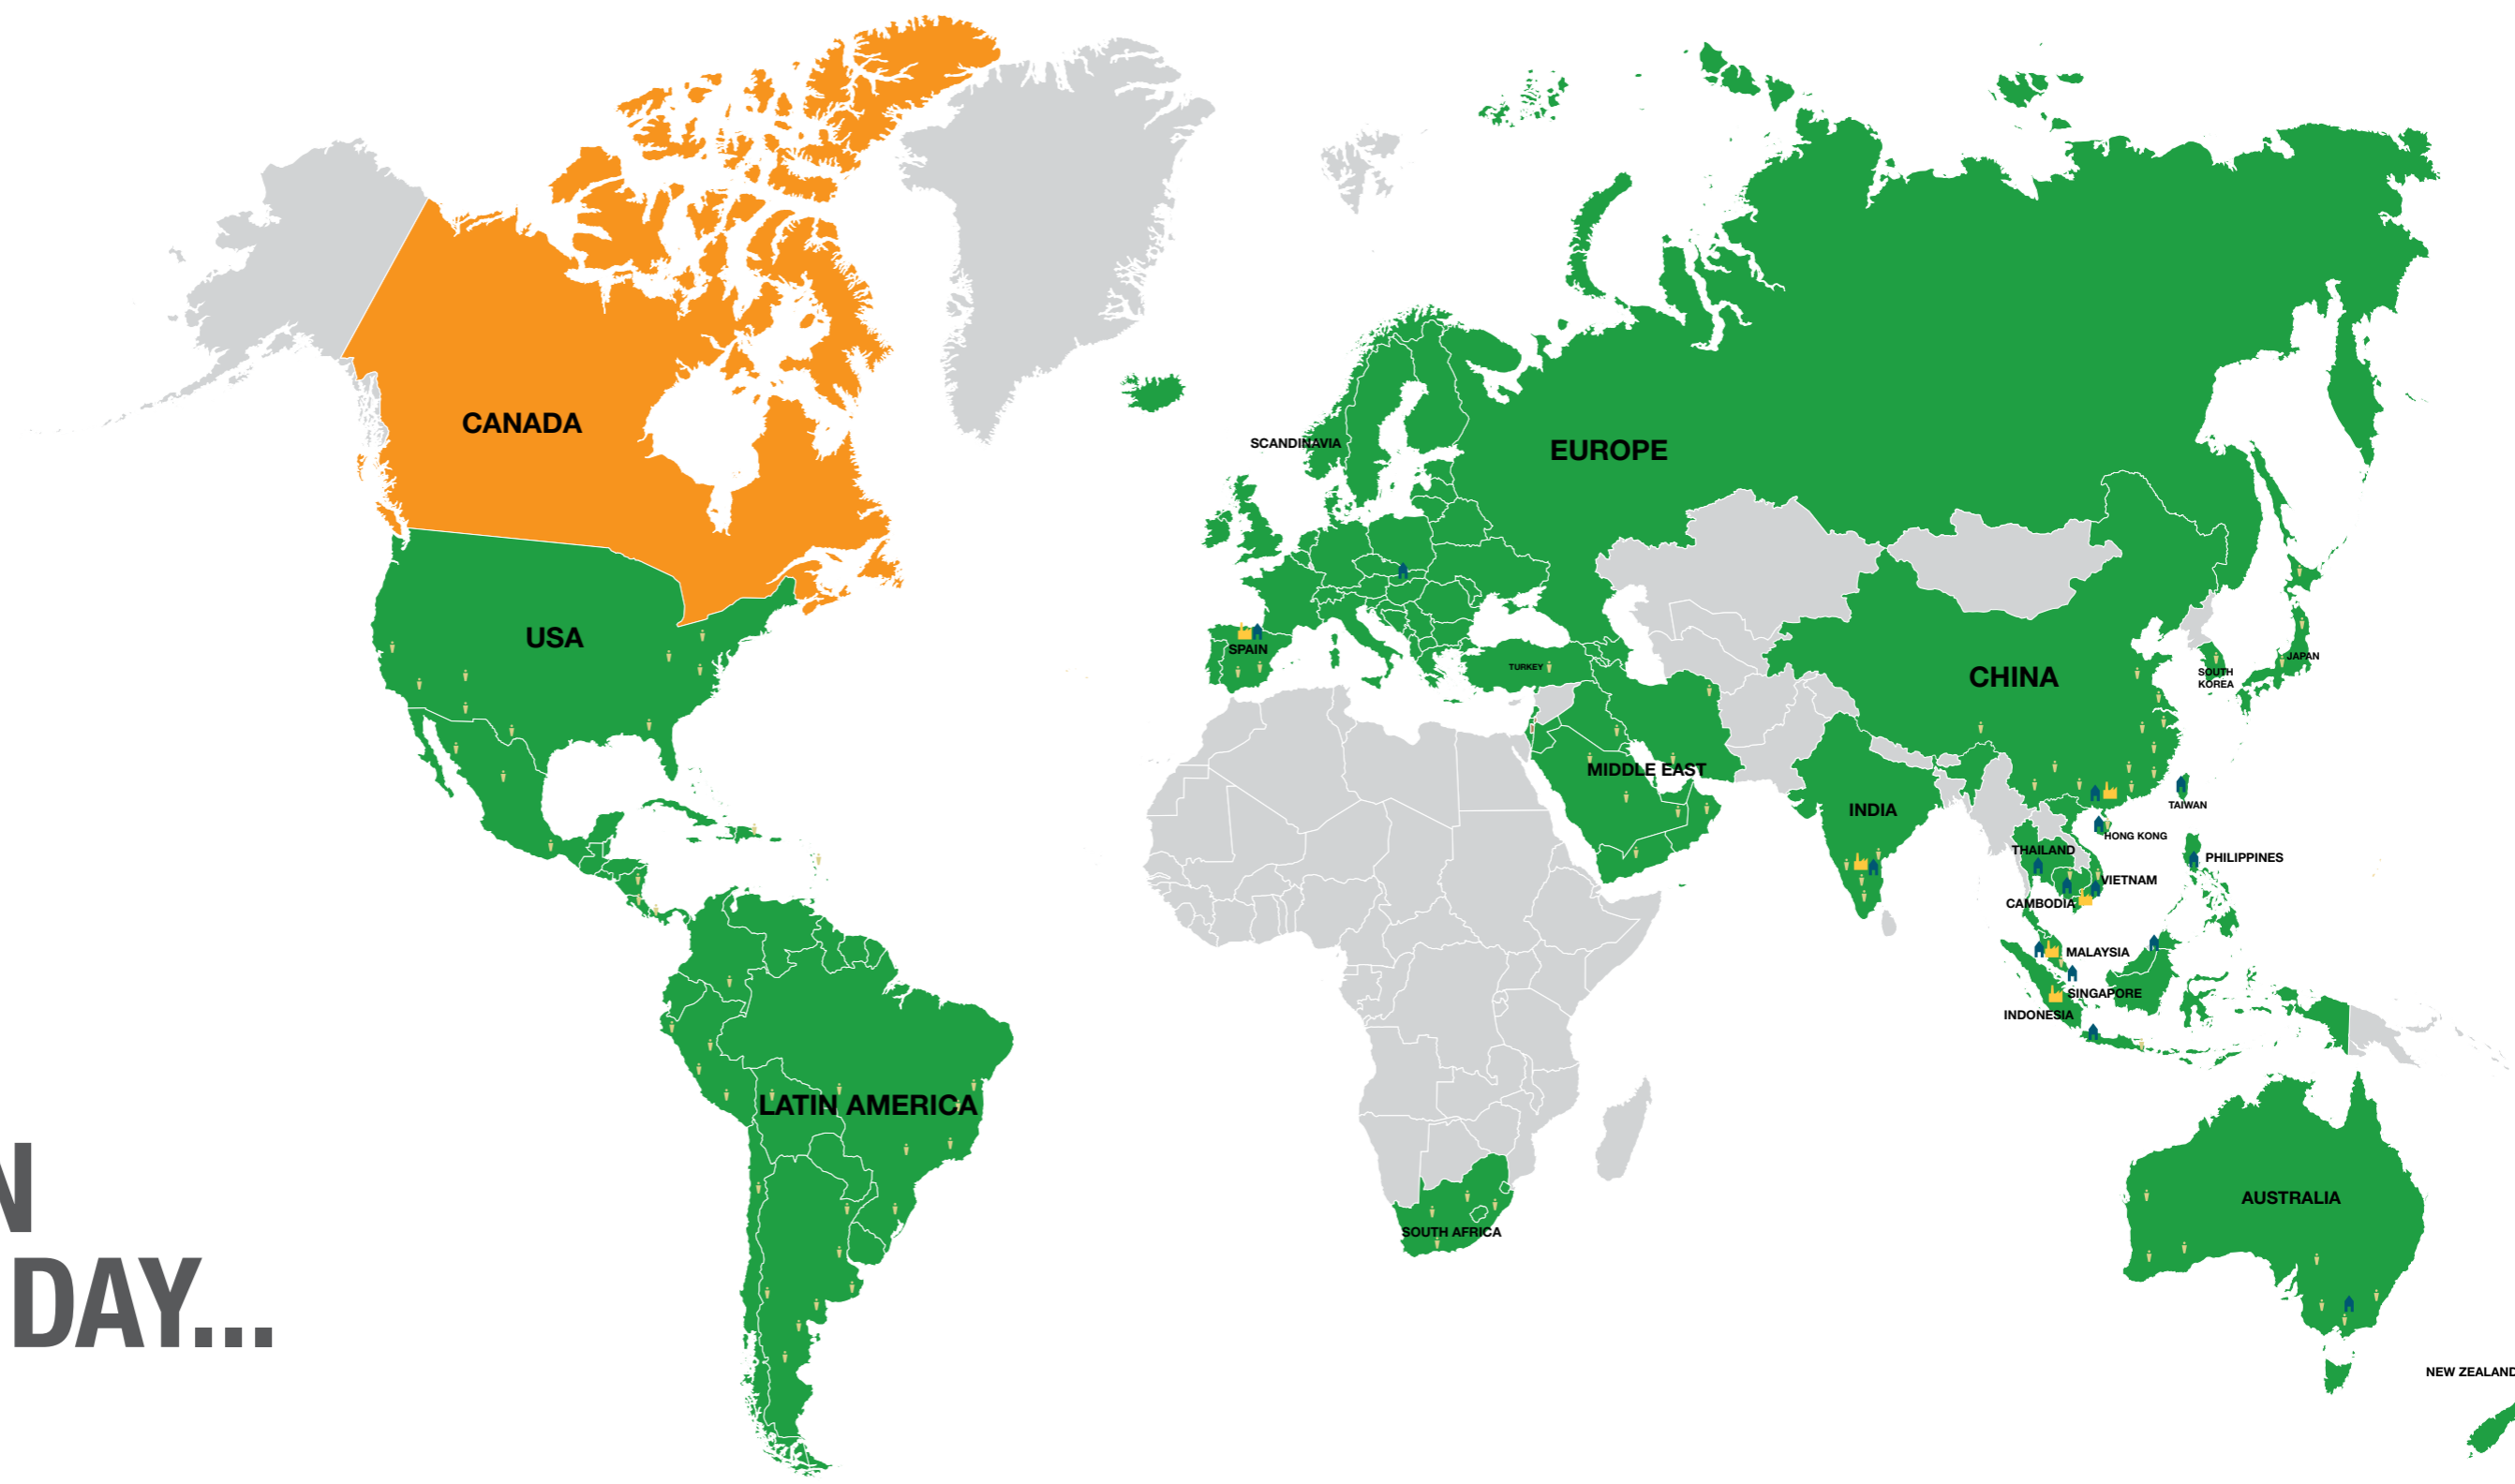 CANADA
SCANDINAVIA
EUROPE
USA
SPAIN
TURKEY
CHINA
SOUTH
KOREA
JAPAN
MIDDLE EAST
INDIA
TAIWAN
HONG KONG
THAILAND
PHILIPPINES
VIETNAM
CAMBODIA
MALAYSIA
SINGAPORE
INDONESIA
LATIN AMERICA
AUSTRALIA
SOUTH AFRICA
N
DAY...
NEW ZEALAND